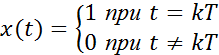 x(t) = {1 при t = kT
0 при t ≠ kT